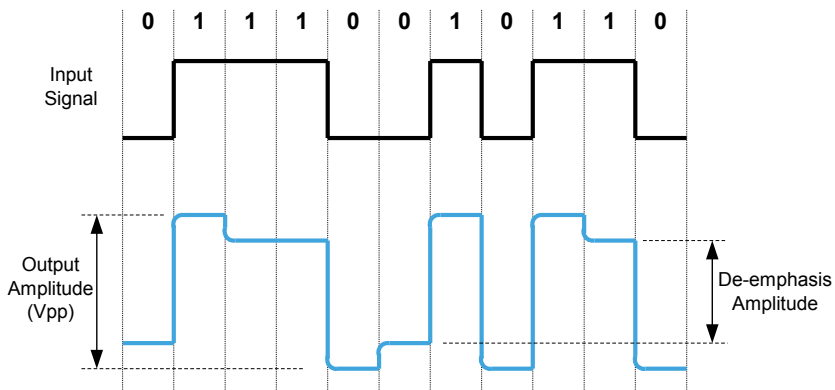 0 1 1 1 0 0 1 0 1 1 0
Input
Signal
Output
Amplitude
(Vpp)
De-emphasis
Amplitude